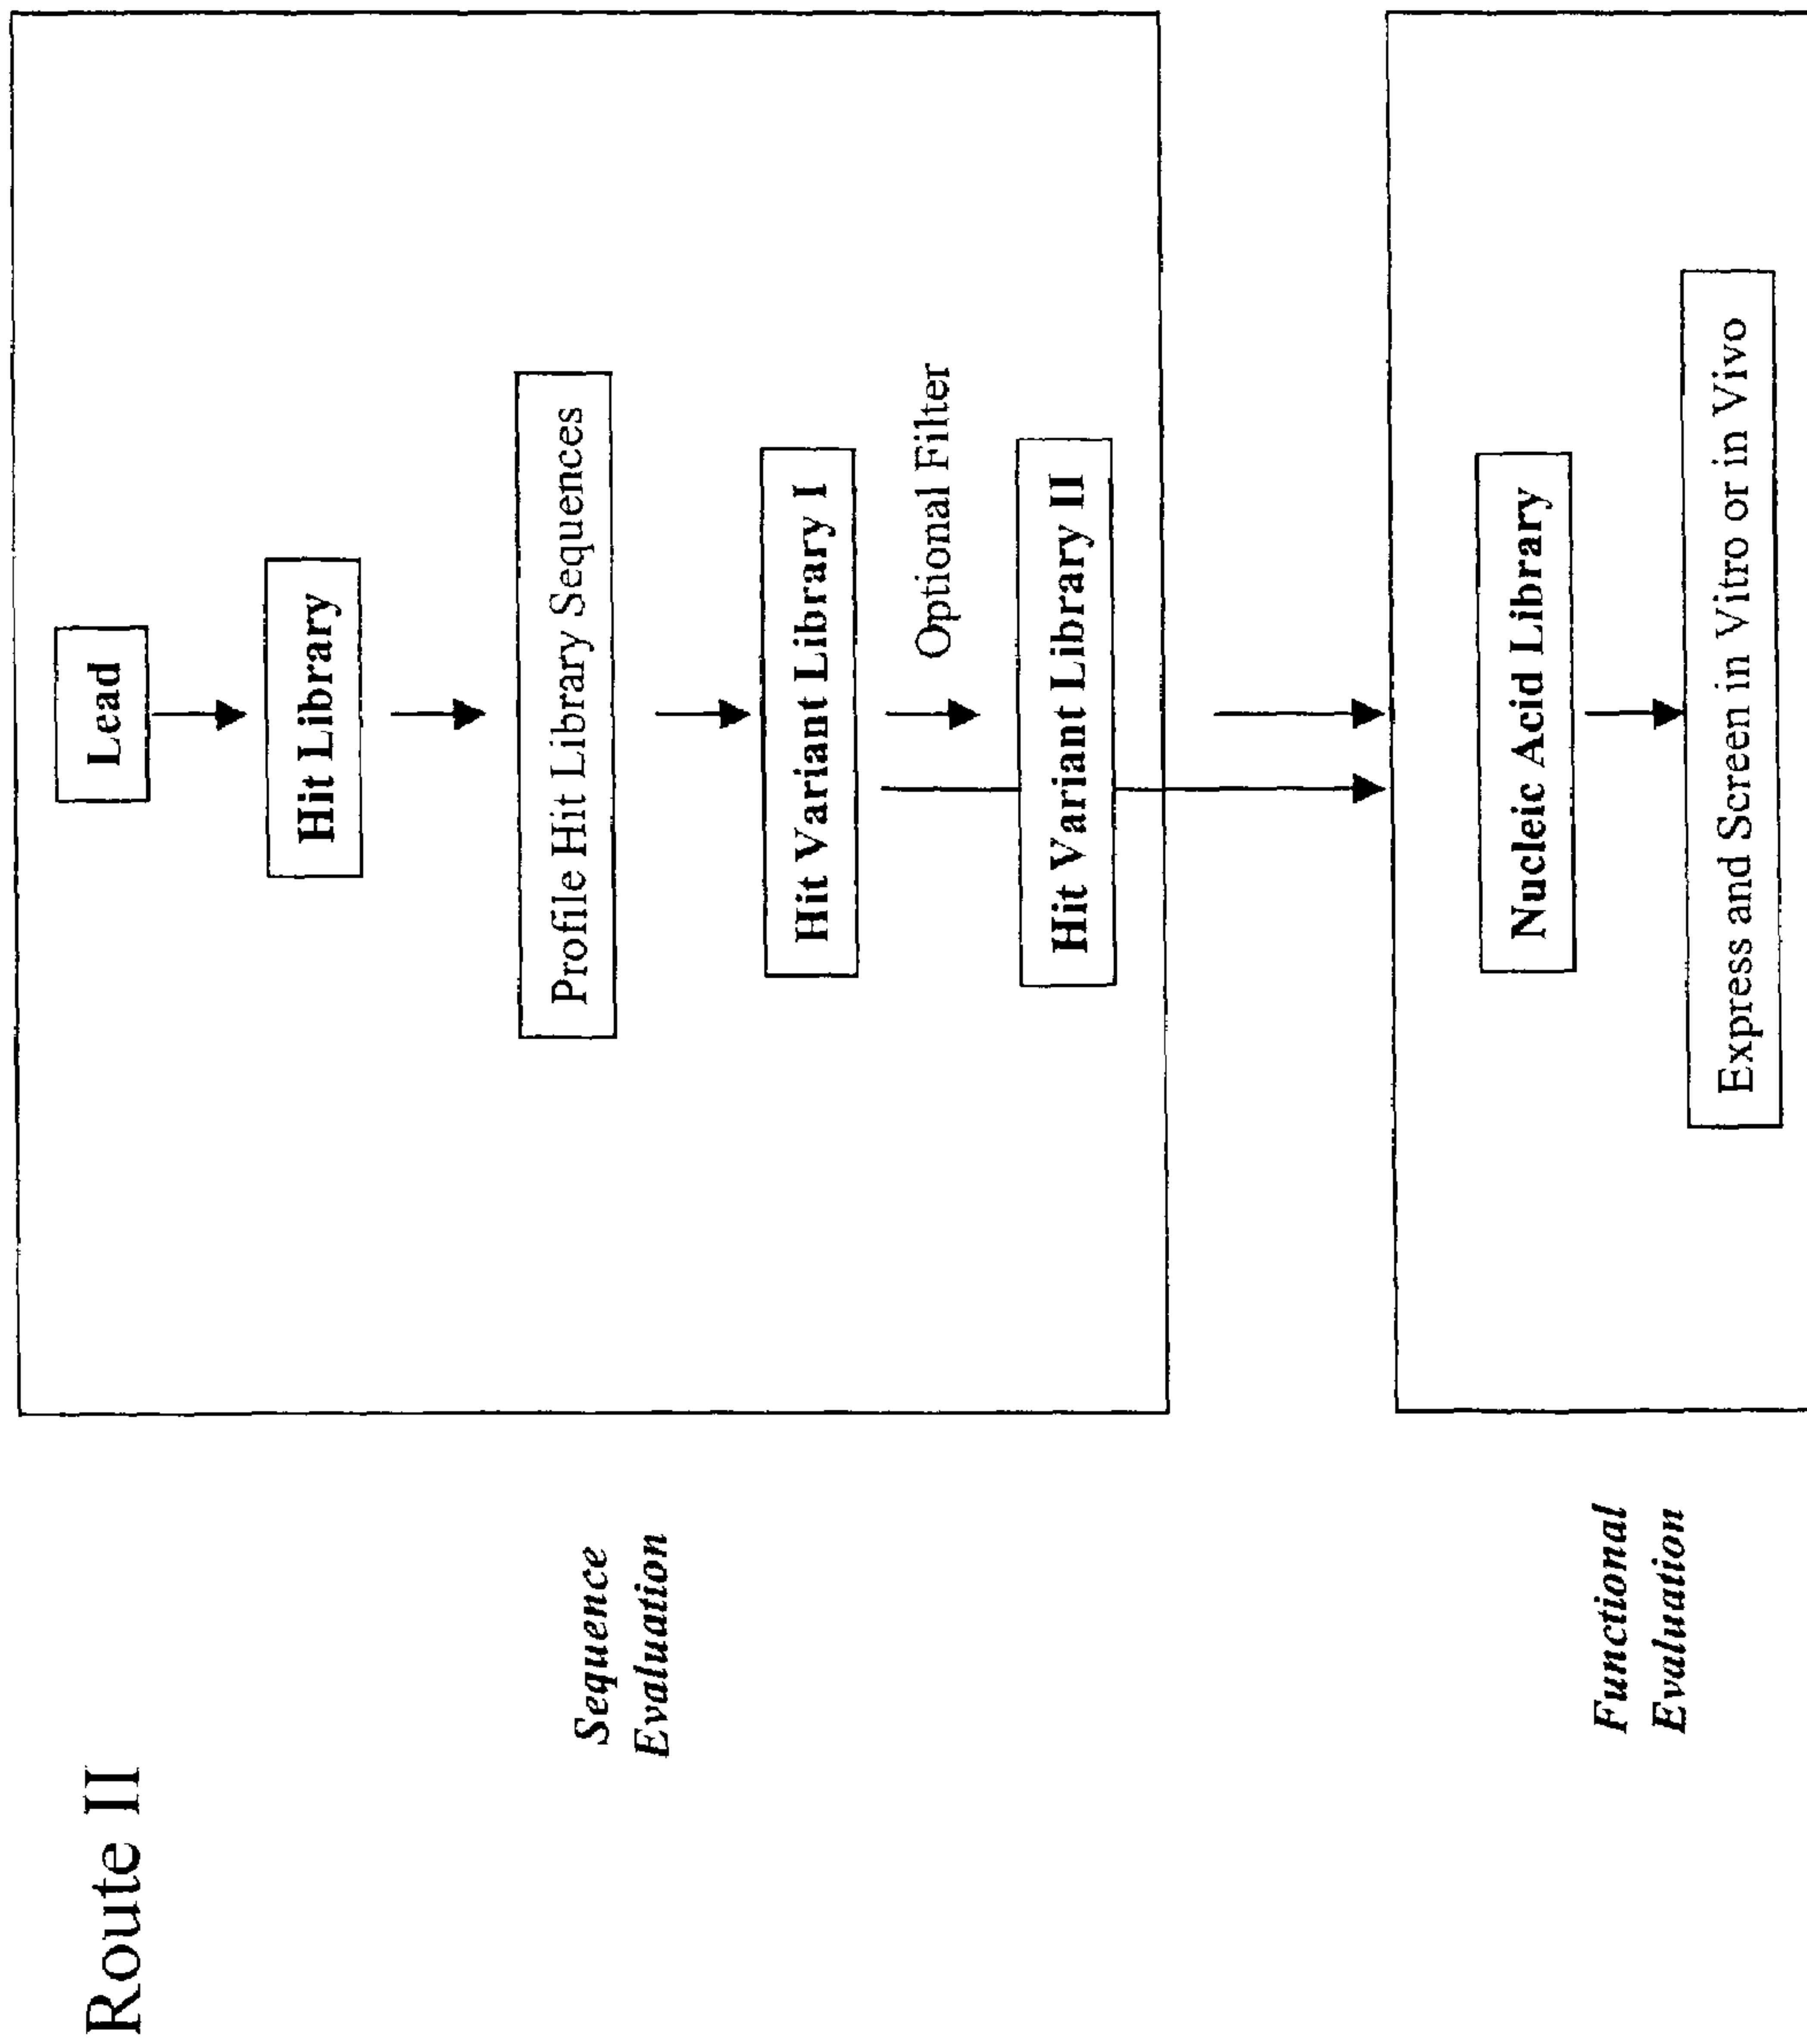 Route II
Sequence
Evaluation
Lead
Hit Library
Profile Hit Library Sequences
Hit Variant Library I
Optional Filter
Hit Variant Library II
Functional
Evaluation
Nucleic Acid Library
Express and Screen in Vitro or in Vivo